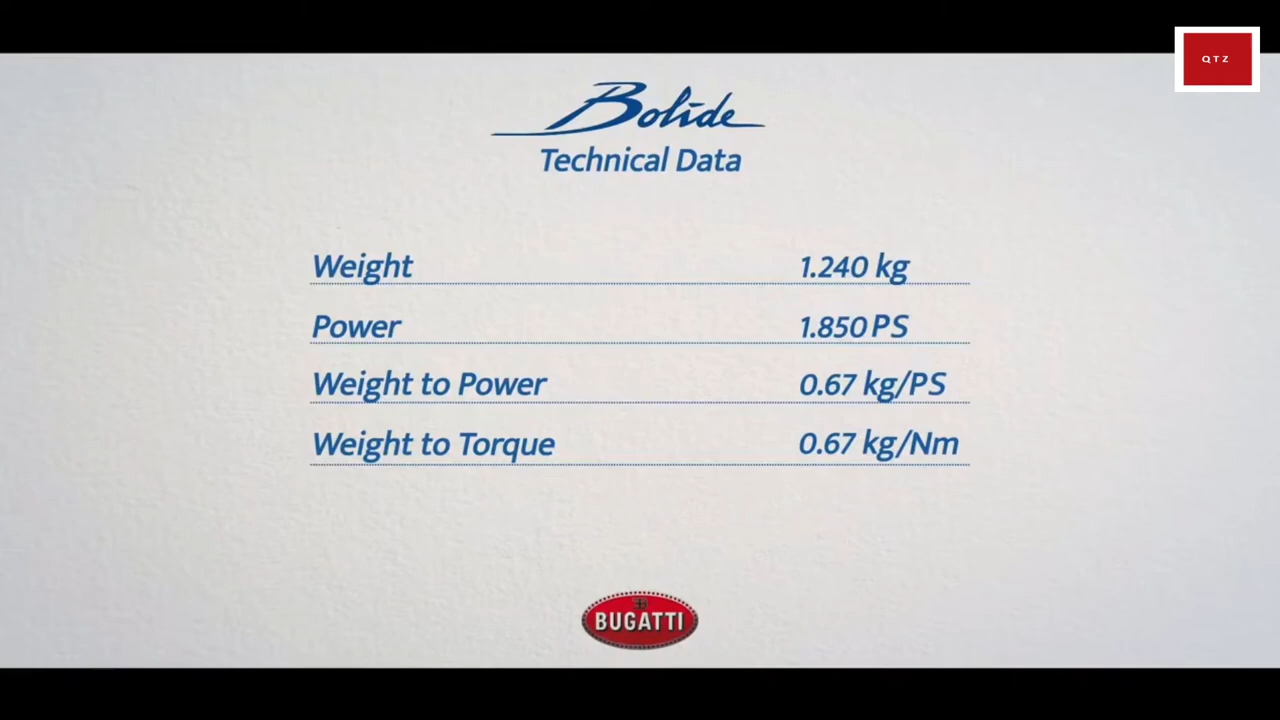 QTZ
Bolide
Technical Data
Weight 1.240 kg
Power 1.850 PS
Weight to Power 0.67 kg/PS
Weight to Torque 0.67 kg/Nm
BUGATTI